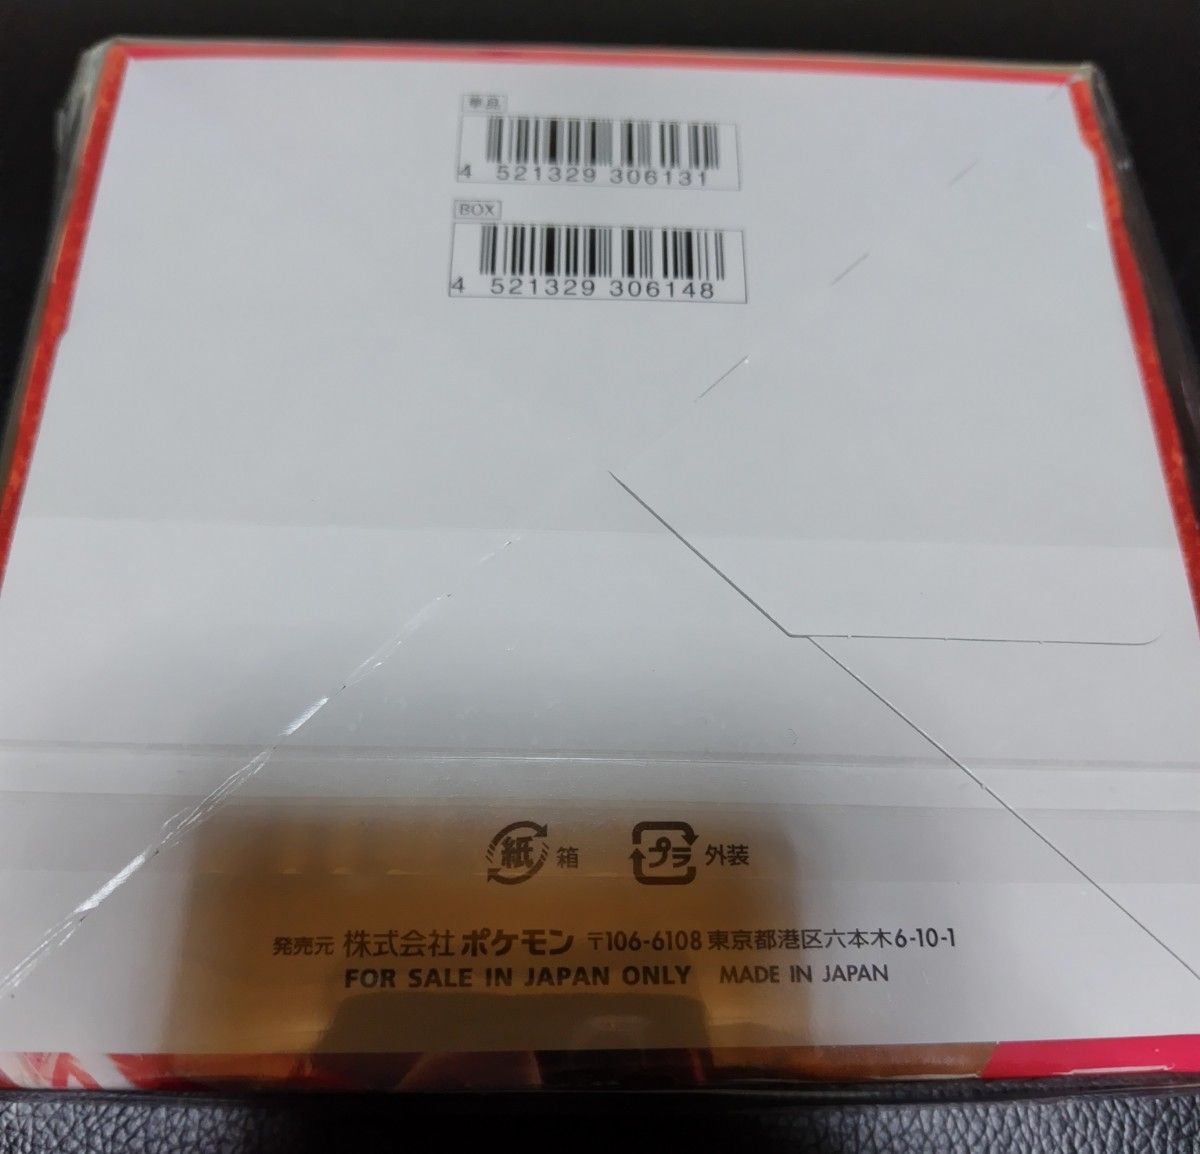 単品
4 521329 306131
BOX
4 521329 306148
紙 箱 プラ 外装
発売元 株式会社ポケモン 〒106-6108 東京都港区六本木6-10-1
FOR SALE IN JAPAN ONLY MADE IN JAPAN